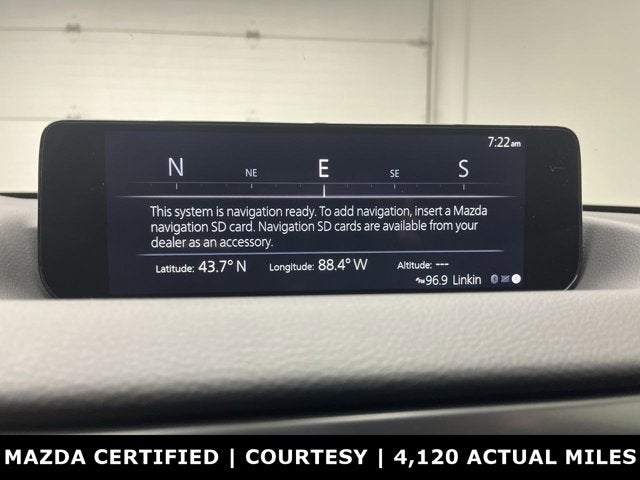 7:22am
N NE E SE S
This system is navigation ready. To add navigation, insert a Mazda
navigation SD card. Navigation SD cards are available from your
dealer as an accessory.
Latitude: 43.7° N Longitude: 88.4° W Altitude: ---
96.9 Linkin
MAZDA CERTIFIED | COURTESY | 4,120 ACTUAL MILES